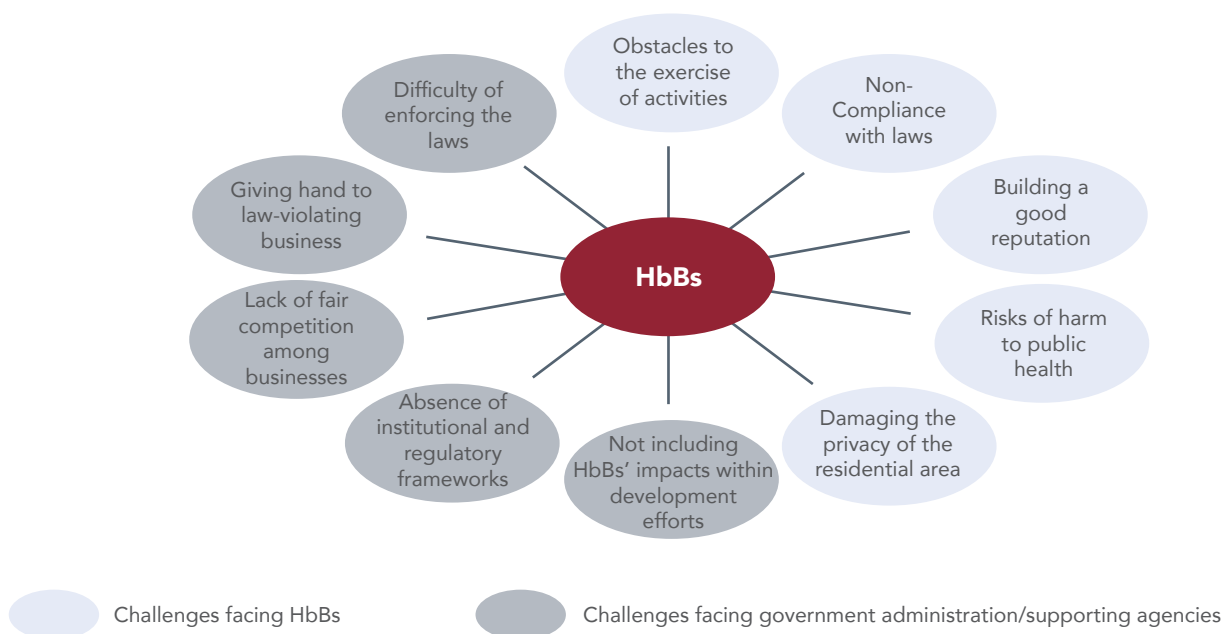 Obstacles to
the exercise
of activities
Non-
Compliance
with laws
Building a
good
reputation
Risks of harm
to public
health
Damaging the
privacy of the
residential area
Not including
HbBs' impacts within
development
efforts
Absence of
institutional and
regulatory
frameworks
Lack of fair
competition
among
businesses
Giving hand to
law-violating
business
Difficulty of
enforcing the
laws
HbBs
Challenges facing HbBs
Challenges facing government administration/supporting agencies